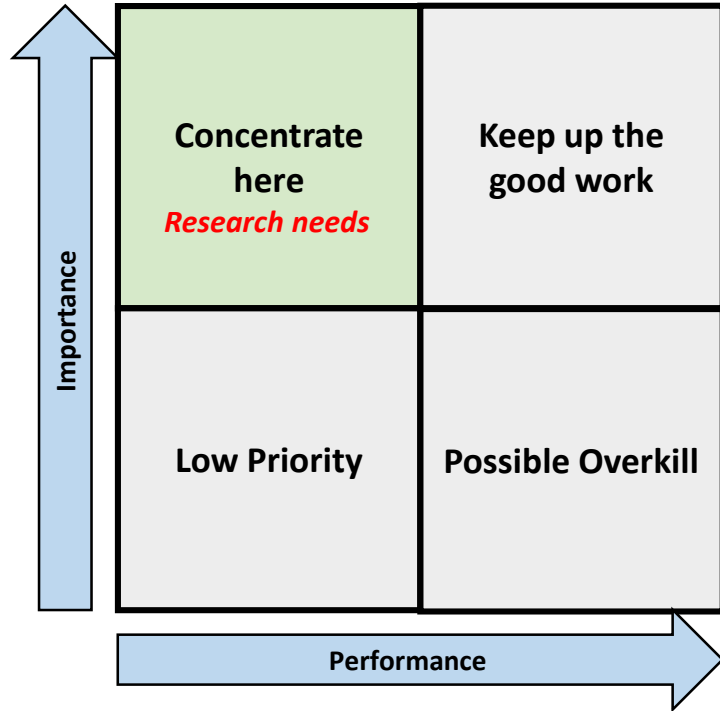 Concentrate
here
Research needs
Keep up the
good work
Importance
Low Priority
Possible Overkill
Performance